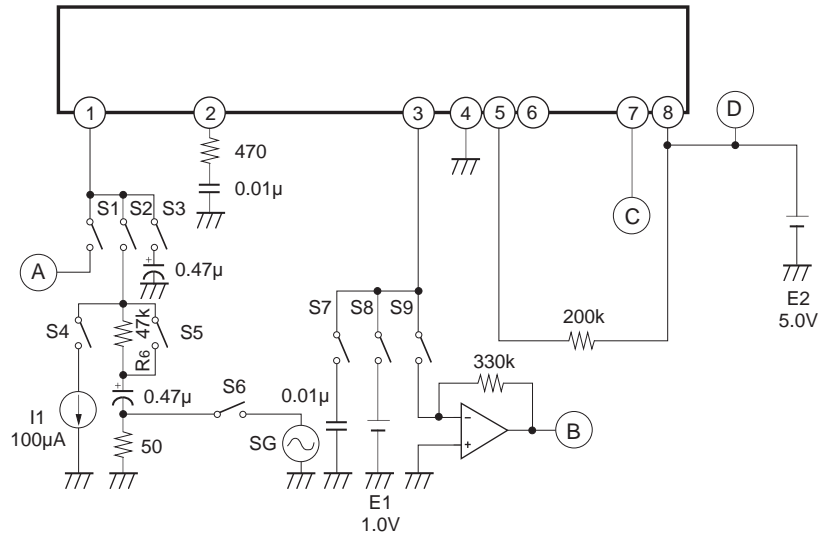 1 2 3 4 5 6 7 8
D
470
0.01µ
C
S1 S2 S3
A
+
0.47µ
S4
47k
R6
S5
S7 S8 S9
200k
E2
5.0V
330k
+
0.47µ
S6
0.01µ
I1
100µA
50
SG
−
+
B
E1
1.0V